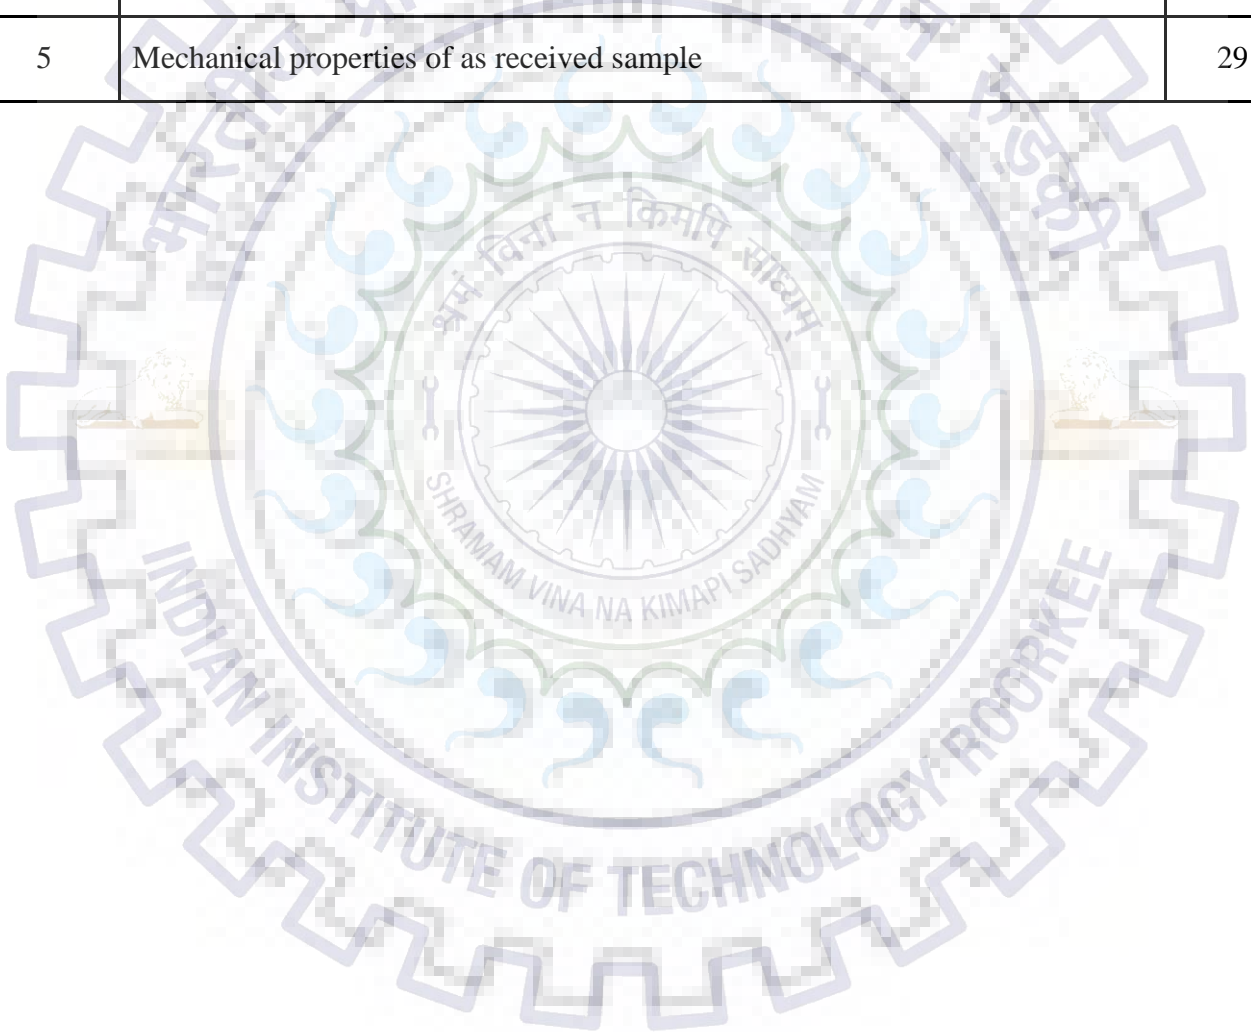 5 Mechanical properties of as received sample 29
श्रमं विना न किमपि साध्यम्
SHRAMAM VINA NA KIMAPI SADHYAM
INDIAN INSTITUTE OF TECHNOLOGY ROORKEE